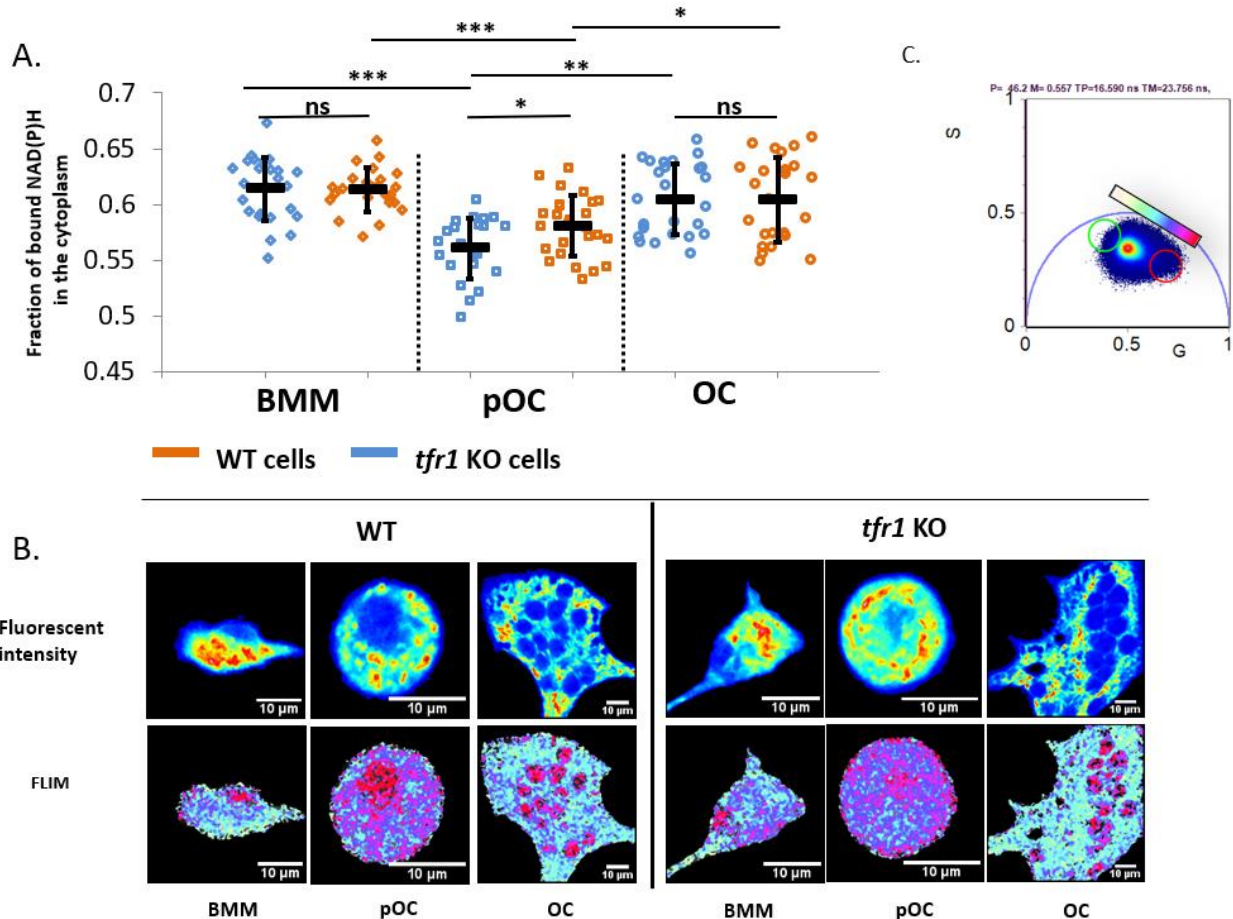 *
A.
***
C.
***
**
P= 46.2 M= 0.557 TP=16.590 ns TM=23.756 ns,
ns
*
ns
Fraction of bound NAD(P)H
in the cytoplasm
0.7
0.65
0.6
0.55
0.5
0.45
BMM
pOC
OC
1
S
0.5
0
0
0.5
G
1
WT cells
tfr1 KO cells
B.
WT
tfr1 KO
Fluorescent
intensity
10 µm
10 µm
10 µm
10 µm
10 µm
10 µm
FLIM
10 µm
10 µm
10 µm
10 µm
10 µm
10 µm
BMM
pOC
OC
BMM
pOC
OC